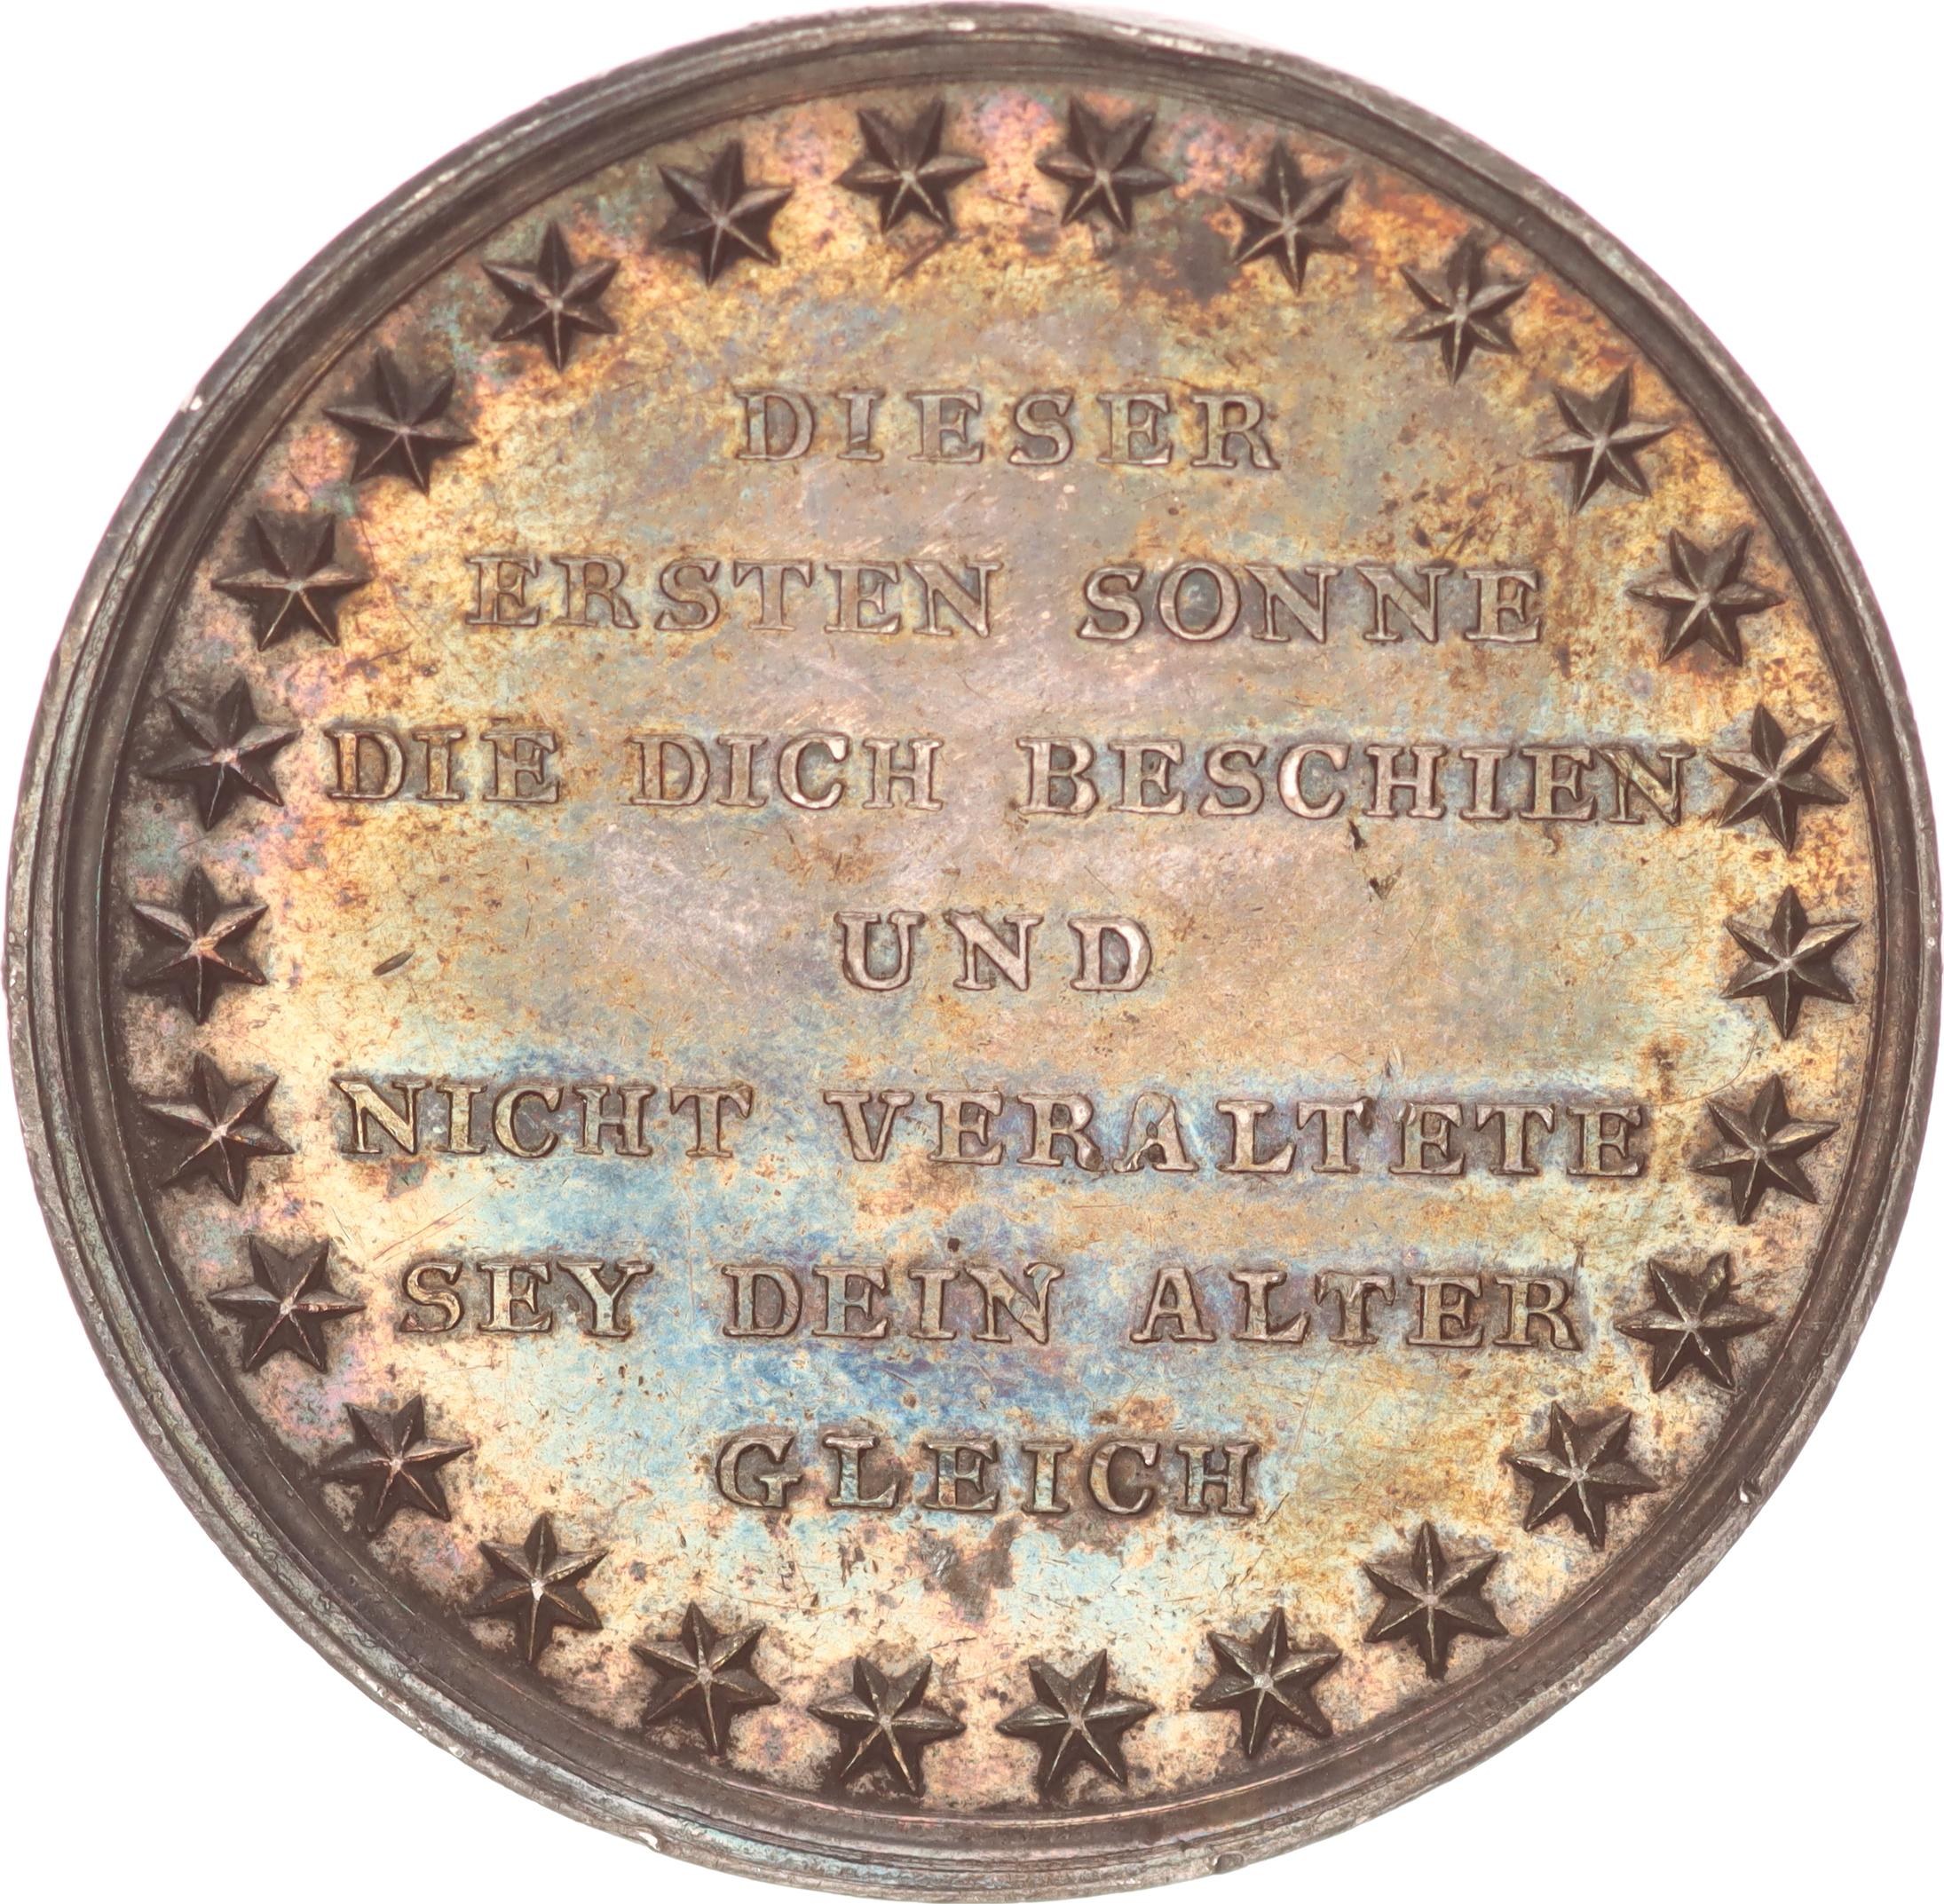 DIESER
ERSTEN SONNE
DIE DICH BESCHIEN
UND
NICHT VERALTETE
SEY DEIN ALTER
GLEICH